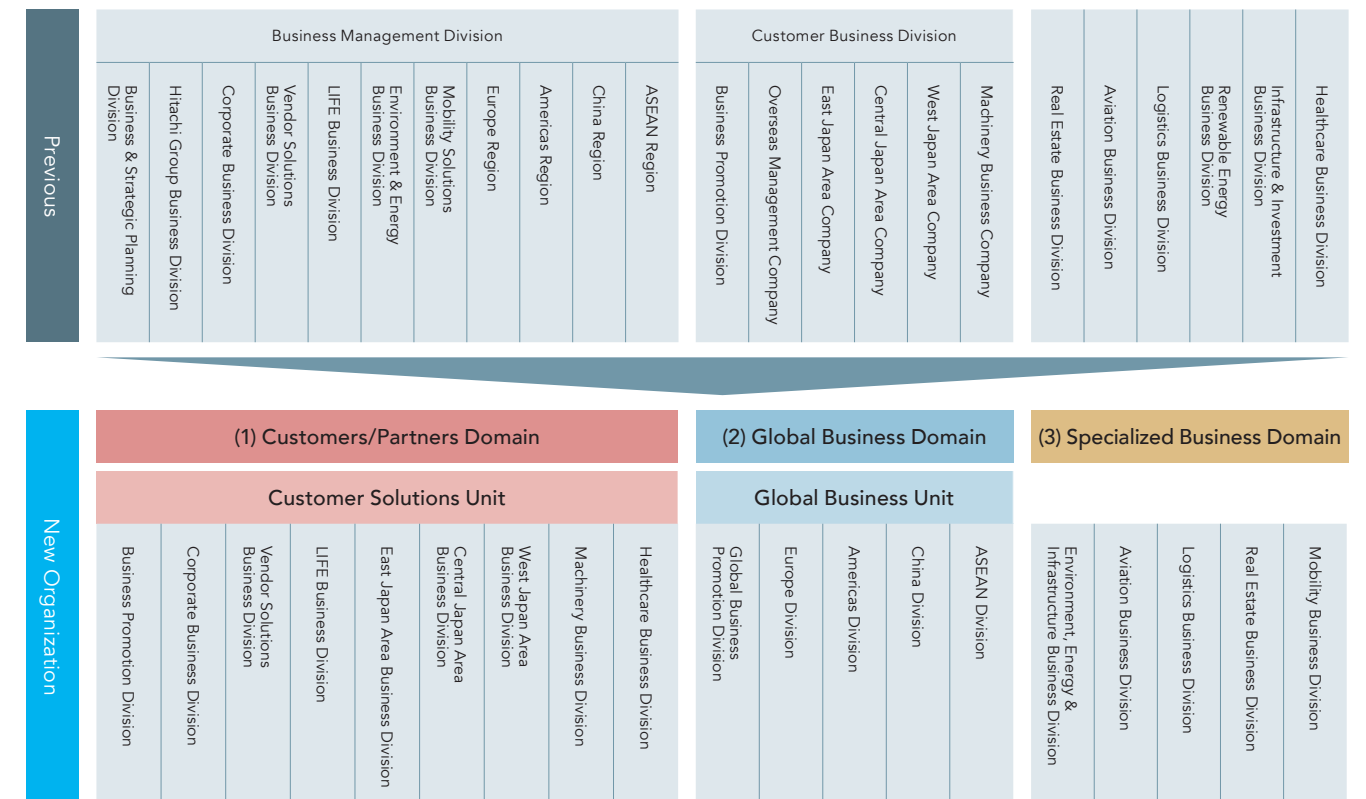 Previous
Business Management Division
Business & Strategic Planning
Division
Hitachi Group Business Division
Corporate Business Division
Vendor Solutions
Business Division
LIFE Business Division
Environment & Energy
Business Division
Mobility Solutions
Business Division
Europe Region
Americas Region
China Region
ASEAN Region
Customer Business Division
Business Promotion Division
Overseas Management Company
East Japan Area Company
Central Japan Area Company
West Japan Area Company
Machinery Business Company
Real Estate Business Division
Aviation Business Division
Logistics Business Division
Renewable Energy
Business Division
Infrastructure & Investment
Business Division
Healthcare Business Division
New Organization
(1) Customers/Partners Domain
Customer Solutions Unit
Business Promotion Division
Corporate Business Division
Vendor Solutions
Business Division
LIFE Business Division
East Japan Area Business Division
Central Japan Area
Business Division
West Japan Area
Business Division
Machinery Business Division
Healthcare Business Division
(2) Global Business Domain
Global Business Unit
Global Business
Promotion Division
Europe Division
Americas Division
China Division
ASEAN Division
(3) Specialized Business Domain
Environment, Energy &
Infrastructure Business Division
Aviation Business Division
Logistics Business Division
Real Estate Business Division
Mobility Business Division